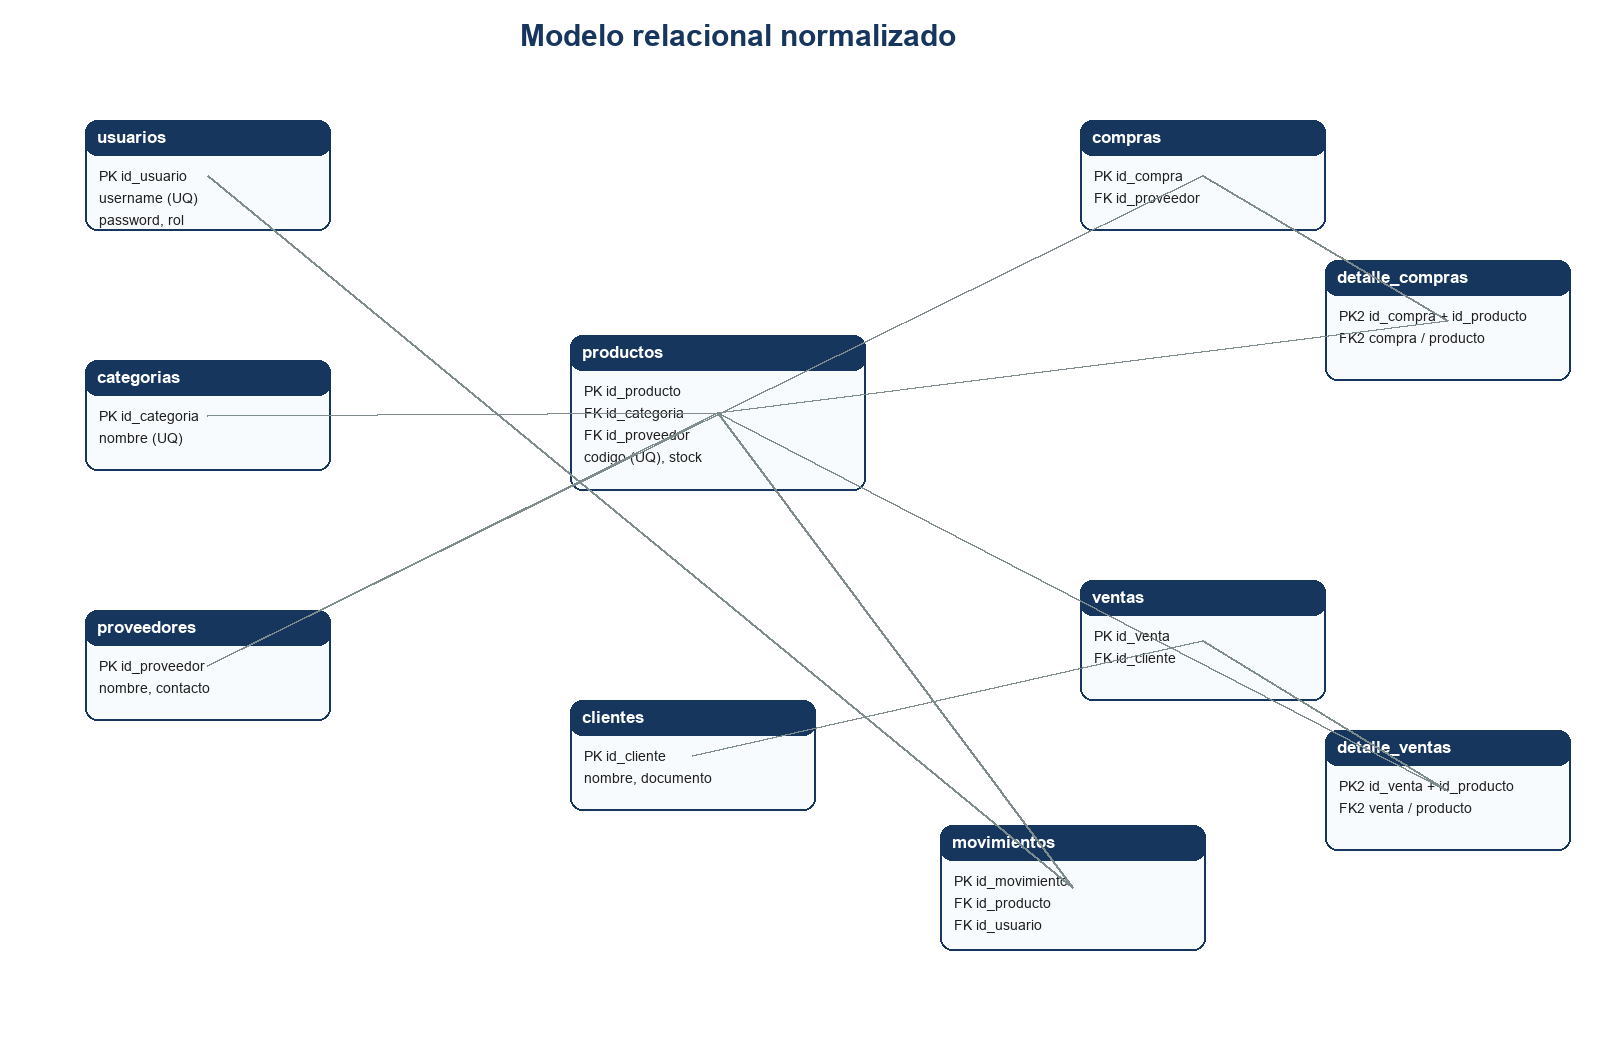 Modelo relacional normalizado
usuarios
PK id_usuario
username (UQ)
password, rol
categorias
PK id_categoria
nombre (UQ)
proveedores
PK id_proveedor
nombre, contacto
productos
PK id_producto
FK id_categoria
FK id_proveedor
codigo (UQ), stock
clientes
PK id_cliente
nombre, documento
compras
PK id_compra
FK id_proveedor
detalle_compras
PK2 id_compra + id_producto
FK2 compra / producto
ventas
PK id_venta
FK id_cliente
detalle_ventas
PK2 id_venta + id_producto
FK2 venta / producto
movimientos
PK id_movimiento
FK id_producto
FK id_usuario